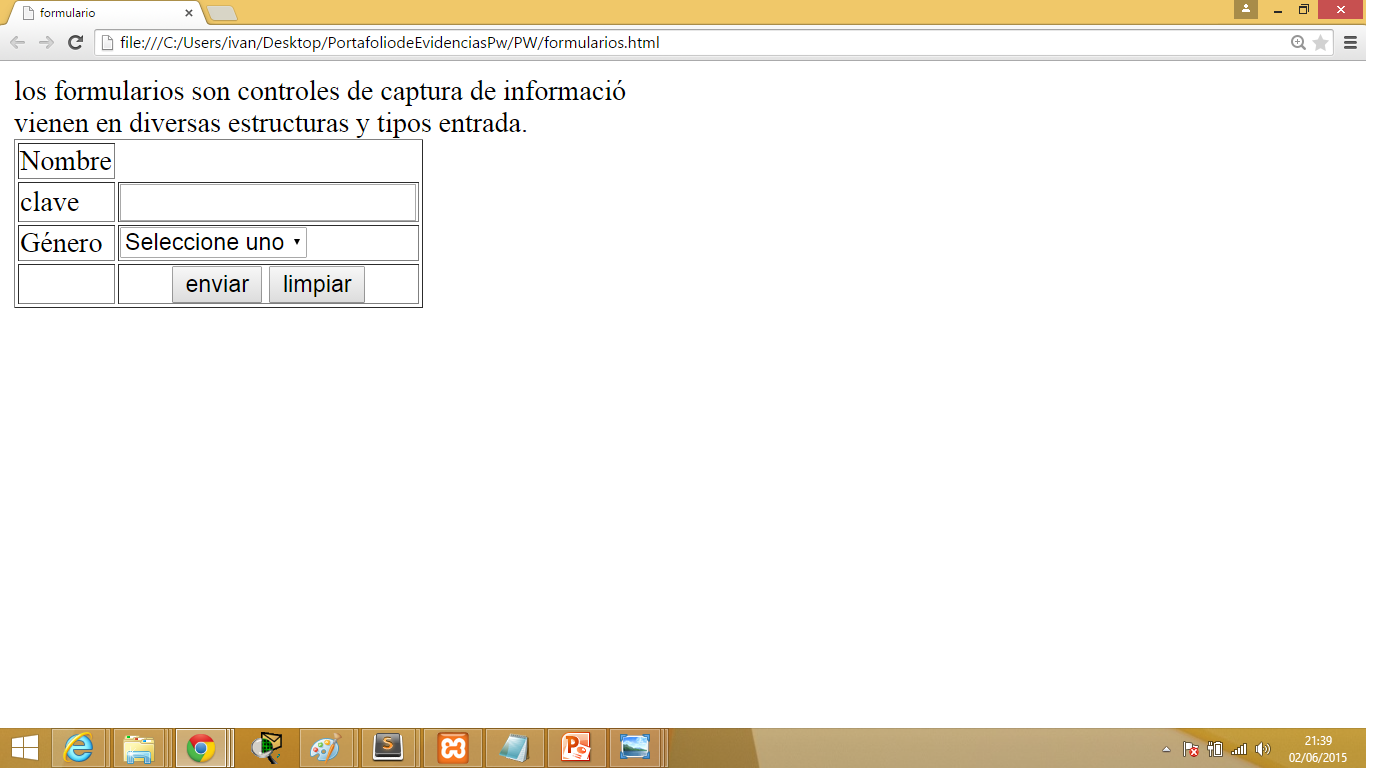 formulario
file:///C:/Users/ivan/Desktop/PortafoliodeEvidenciasPw/PW/formularios.html
los formularios son controles de captura de informació
vienen en diversas estructuras y tipos entrada.
Nombre
clave
Género Seleccione uno
enviar limpiar
21:39
02/06/2015